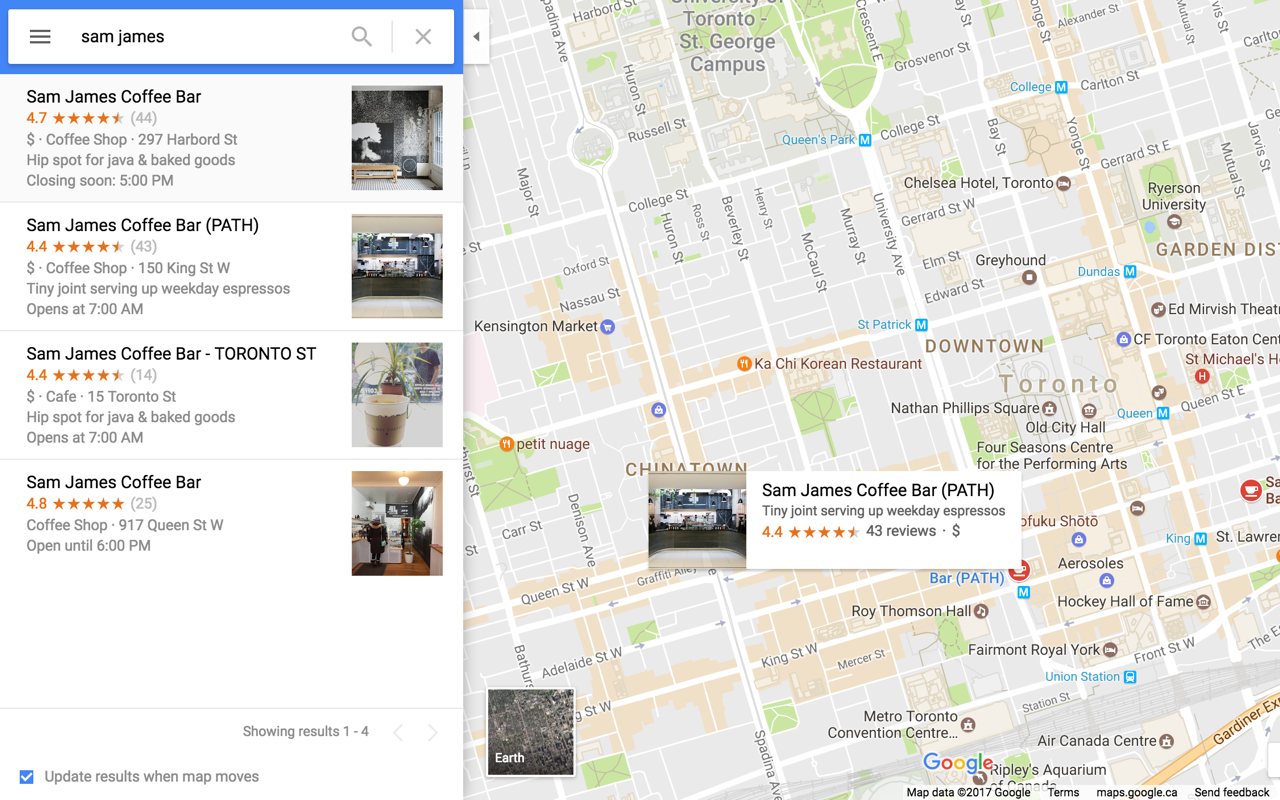 sam james
Sam James Coffee Bar
4.7 (44)
$ · Coffee Shop · 297 Harbord St
Hip spot for java & baked goods
Closing soon: 5:00 PM
Sam James Coffee Bar (PATH)
4.4 (43)
$ · Coffee Shop · 150 King St W
Tiny joint serving up weekday espressos
Opens at 7:00 AM
Sam James Coffee Bar - TORONTO ST
4.4 (14)
$ · Cafe · 15 Toronto St
Hip spot for java & baked goods
Opens at 7:00 AM
Sam James Coffee Bar
4.8 (25)
Coffee Shop · 917 Queen St W
Open until 6:00 PM
Showing results 1 - 4
Update results when map moves
Harbord St
University of
Toronto -
St. George
Campus
Spadina Ave
Crescent E
Alexander St
Grosvenor St
Carlton St
College M
Huron St
Russell St
College St
Queen's Park M
Bay St
Yonge St
Gerrard St E
Mutual St
Chelsea Hotel, Toronto
Ryerson
University
Major St
College St
Ross St
Henry St
Beverley St
Huron St
Murray St
McCaul St
University Ave
Gerrard St W
GARDEN DIS
Elm St
Greyhound
Dundas M
Oxford St
Edward St
Nassau St
Kensington Market
St Patrick M
Ed Mirvish Theatr
CF Toronto Eaton Cent
DOWNTOWN
St Michael's H
H
Ka Chi Korean Restaurant
Toronto
Nathan Phillips Square
Old City Hall
Queen M
Queen St E
petit nuage
Four Seasons Centre
for the Performing Arts
CHINATOWN
Sam James Coffee Bar (PATH)
Tiny joint serving up weekday espressos
4.4 43 reviews · $
Sa
Ba
ofuku Shōtō
Carr St
Denison Ave
King M
St. Lawren
Aerosoles
Bar (PATH)
M
Queen St W
Graffiti Alley
Hockey Hall of Fame
Roy Thomson Hall
Fairmont Royal York
Front St W
Adelaide St W
King St W
Mercer St
Union Station
Station St
Bathurst St
g St W
Metro Toronto
Convention Centre...
Air Canada Centre
Gardiner Ex
Spadina Ave
Earth
Google
Ripley's Aquarium
of Canada
Map data ©2017 Google Terms maps.google.ca Send feedback